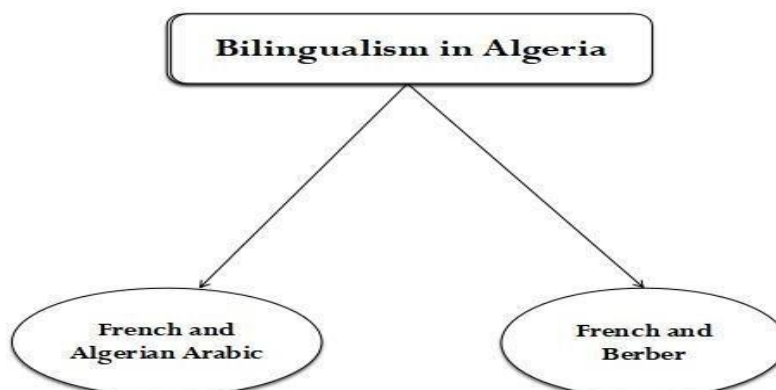 Bilingualism in Algeria
French and
Algerian Arabic
French and
Berber